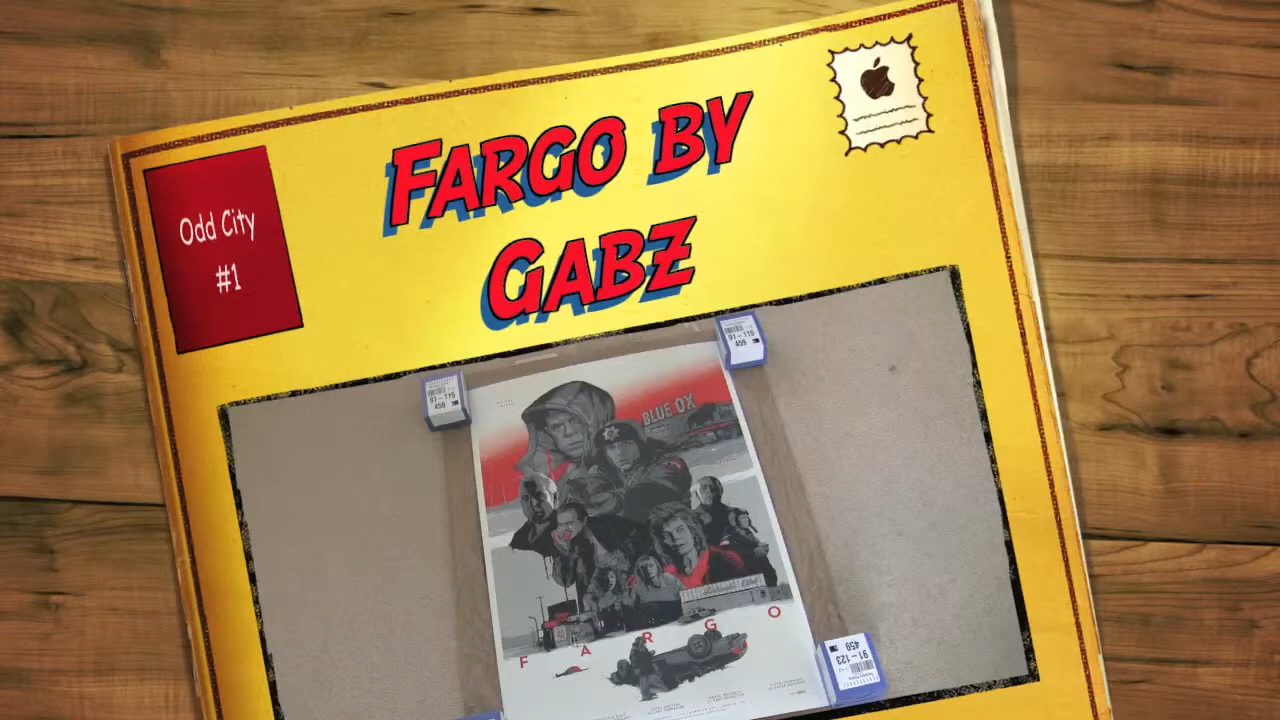 FARGO BY
GABZ
Odd City
#1
91-115
459
91-115
459
BLUE OX
F A R G O
91-123
459